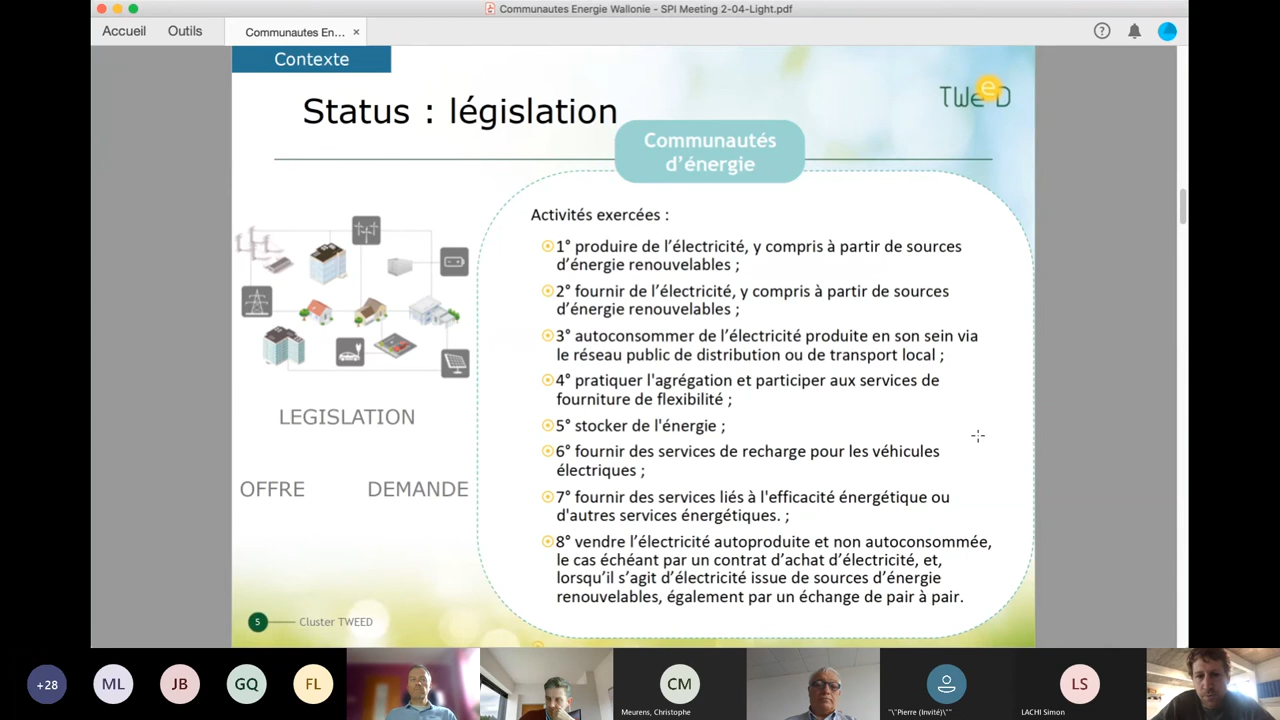 Communautes Energie Wallonie - SPI Meeting 2-04-Light.pdf
Accueil
Outils
Communautes En...
×
Contexte
TWeeD
Status : législation
Communautés
d'énergie
Activités exercées :
1° produire de l'électricité, y compris à partir de sources
d'énergie renouvelables ;
2° fournir de l'électricité, y compris à partir de sources
d'énergie renouvelables ;
3° autoconsommer de l'électricité produite en son sein via
le réseau public de distribution ou de transport local ;
4° pratiquer l'agrégation et participer aux services de
fourniture de flexibilité ;
5° stocker de l'énergie ;
6° fournir des services de recharge pour les véhicules
électriques ;
7° fournir des services liés à l'efficacité énergétique ou
d'autres services énergétiques. ;
8° vendre l'électricité autoproduite et non autoconsommée,
le cas échéant par un contrat d'achat d'électricité, et,
lorsqu'il s'agit d'électricité issue de sources d'énergie
renouvelables, également par un échange de pair à pair.
LEGISLATION
OFFRE
DEMANDE
5
Cluster TWEED
+28
ML
JB
GQ
FL
CM
Meurens, Christophe
"\"Pierre (Invité)\""
LS
LACHI Simon